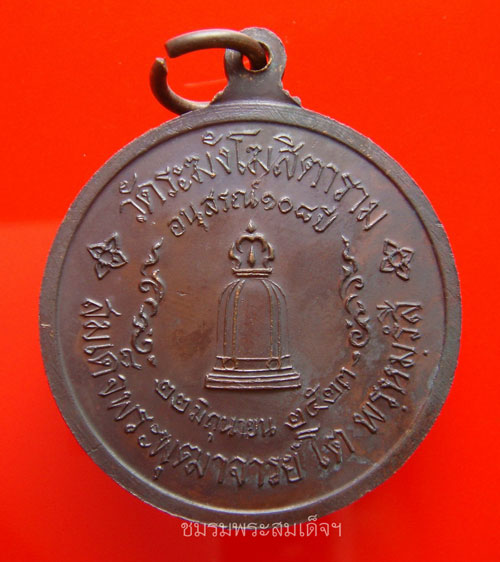 วัดระฆังโฆสิตาราม
อนุสรณ์๑๐๘ปี
๒๒ มิถุนายน ๒๕๒๓
สมเด็จพระพุฒาจารย์ โต พรหมรังสี
ชมรมพระสมเด็จฯ